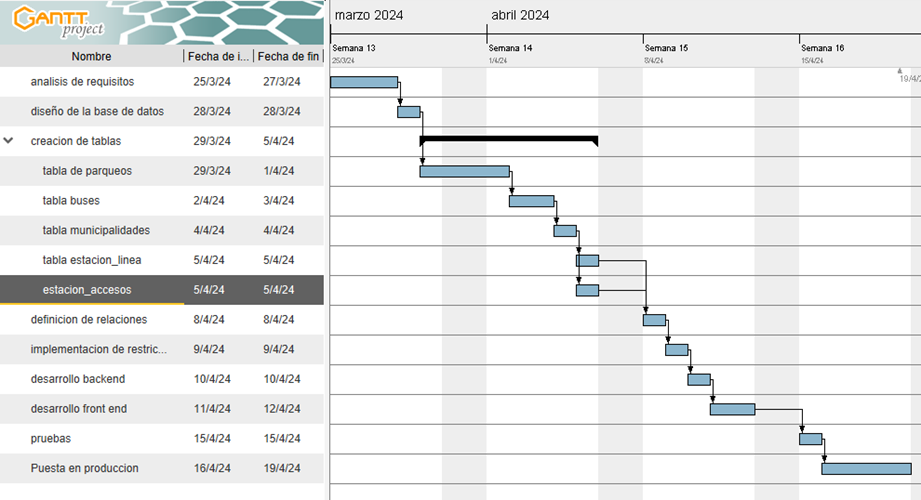 GANTT
project
marzo 2024
abril 2024
Semana 13
Semana 14
Semana 15
Semana 16
25/3/24
1/4/24
8/4/24
15/4/24
19/4/2
Nombre
Fecha de i...
Fecha de fin
analisis de requisitos 25/3/24 27/3/24
diseño de la base de datos 28/3/24 28/3/24
creacion de tablas 29/3/24 5/4/24
tabla de parqueos 29/3/24 1/4/24
tabla buses 2/4/24 3/4/24
tabla municipalidades 4/4/24 4/4/24
tabla estacion_linea 5/4/24 5/4/24
estacion_accesos 5/4/24 5/4/24
definicion de relaciones 8/4/24 8/4/24
implementacion de restric... 9/4/24 9/4/24
desarrollo backend 10/4/24 10/4/24
desarrollo front end 11/4/24 12/4/24
pruebas 15/4/24 15/4/24
Puesta en produccion 16/4/24 19/4/24